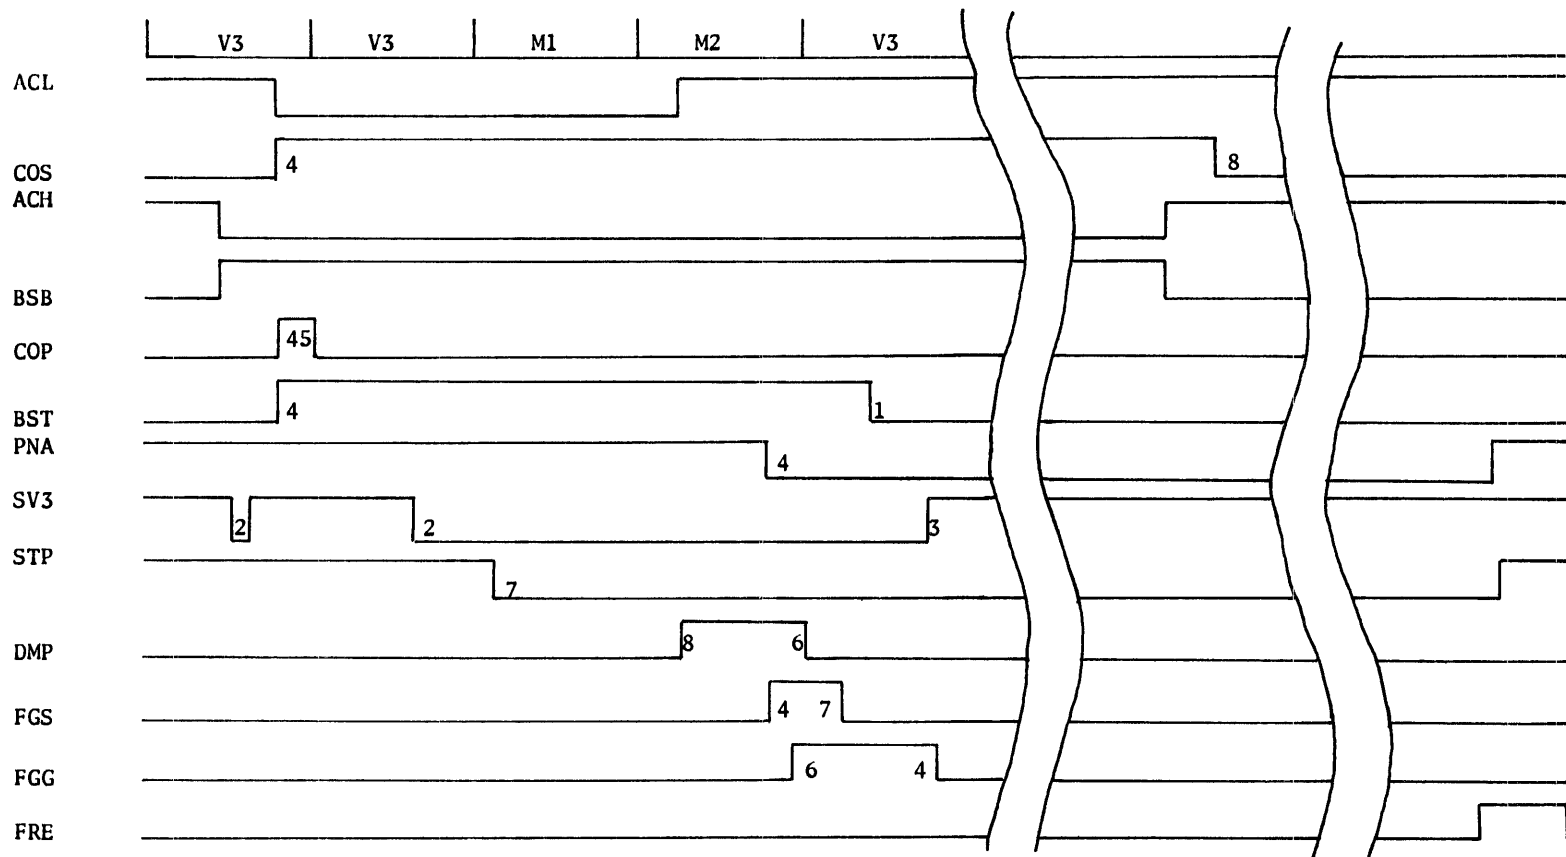 V3 V3 M1 M2 V3
ACL
COS 4 8
ACH
BSB
COP 45
BST 4 1
PNA 4
SV3 2 2 3
STP 7
DMP 8 6
FGS 4 7
FGG 6 4
FRE